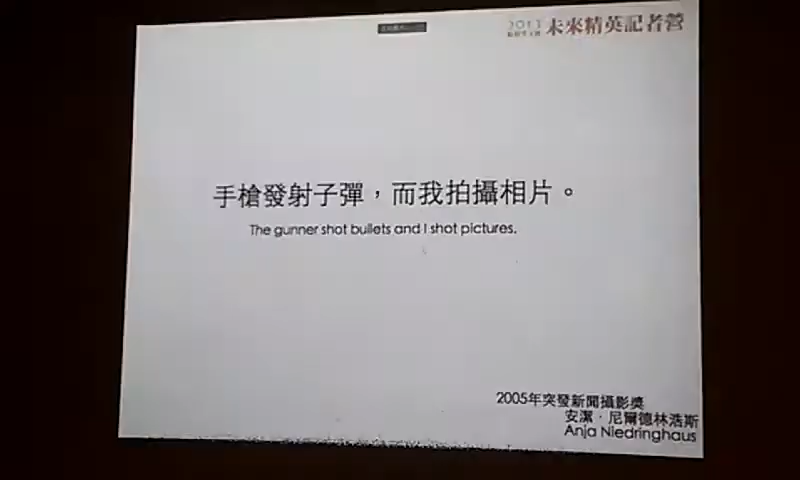 2013
未來精英記者營
手槍發射子彈，而我拍攝相片。
The gunner shot bullets and I shot pictures.
2005年突發新聞攝影獎
安潔．尼爾德林浩斯
Anja Niedringhaus